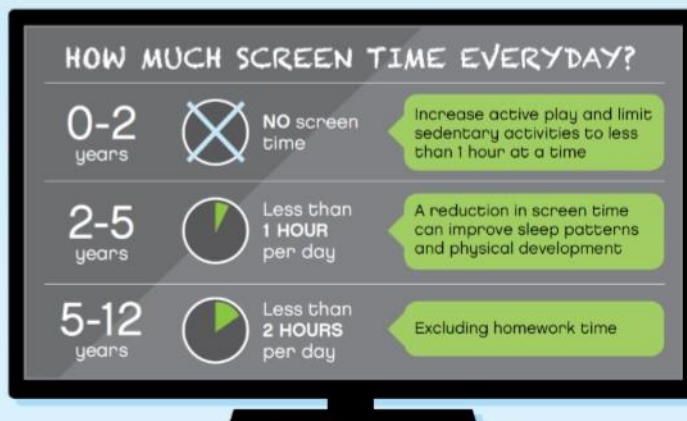 HOW MUCH SCREEN TIME EVERYDAY?
0-2
years
NO screen
time
Increase active play and limit
sedentary activities to less
than 1 hour at a time
2-5
years
Less than
1 HOUR
per day
A reduction in screen time
can improve sleep patterns
and physical development
5-12
years
Less than
2 HOURS
per day
Excluding homework time